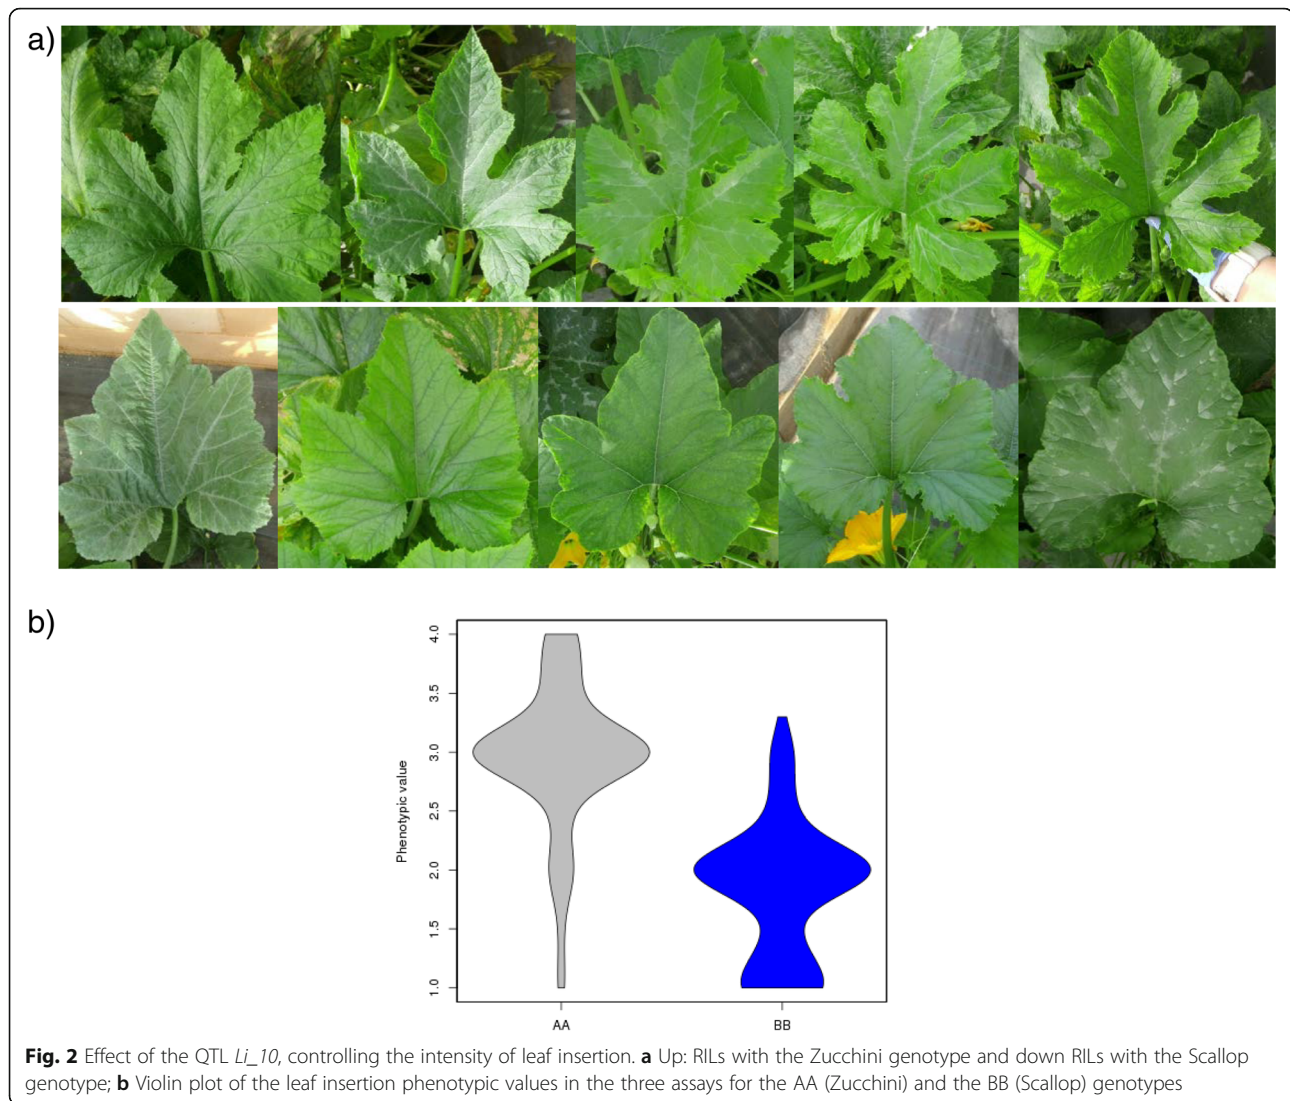 a)
b)
Phenotypic value
4.0
3.5
3.0
2.5
2.0
1.5
1.0
AA
BB
Fig. 2 Effect of the QTL Li_10, controlling the intensity of leaf insertion. a Up: RILs with the Zucchini genotype and down RILs with the Scallop
genotype; b Violin plot of the leaf insertion phenotypic values in the three assays for the AA (Zucchini) and the BB (Scallop) genotypes